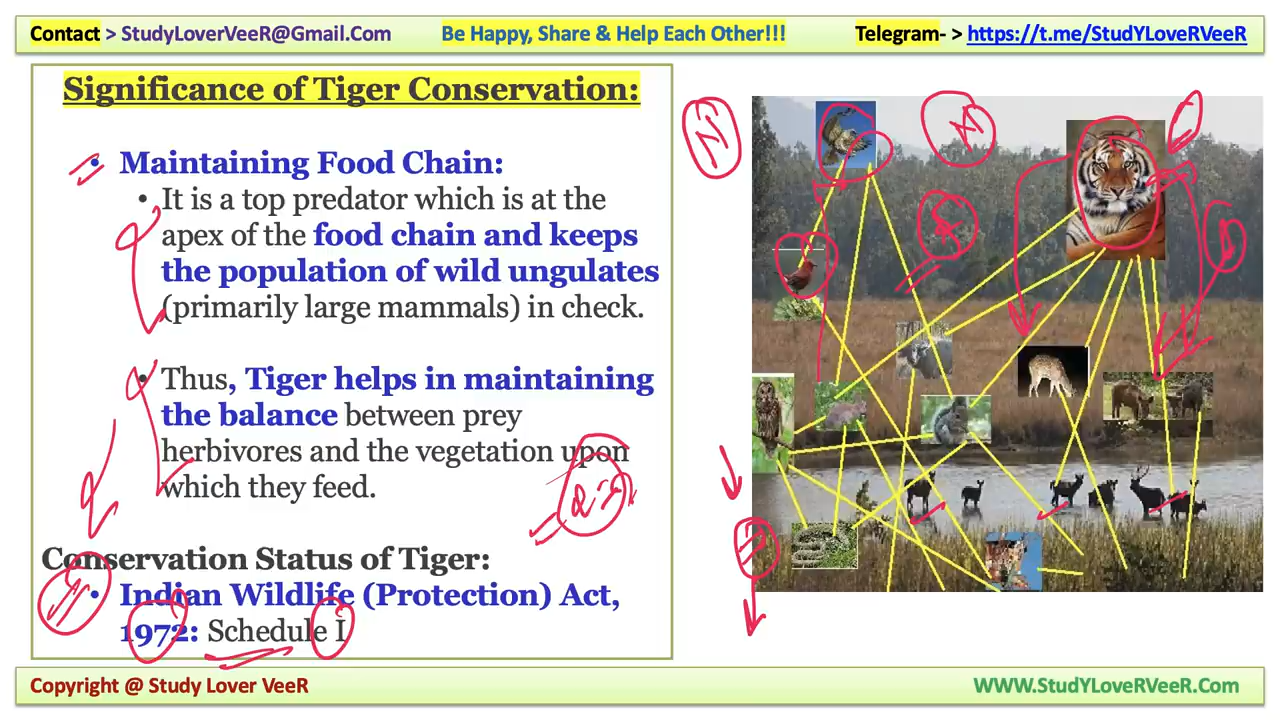 Contact > StudyLoverVeeR@Gmail.Com
Be Happy, Share & Help Each Other!!!
Telegram- > https://t.me/StudYLoVerRVeeR
Significance of Tiger Conservation:
• Maintaining Food Chain:
• It is a top predator which is at the
apex of the food chain and keeps
the population of wild ungulates
(primarily large mammals) in check.
• Thus, Tiger helps in maintaining
the balance between prey
herbivores and the vegetation upon
which they feed.
Conservation Status of Tiger:
• Indian Wildlife (Protection) Act,
1972: Schedule I
Copyright @ Study Lover VeeR
WWW.StudYLoveRVeeR.Com